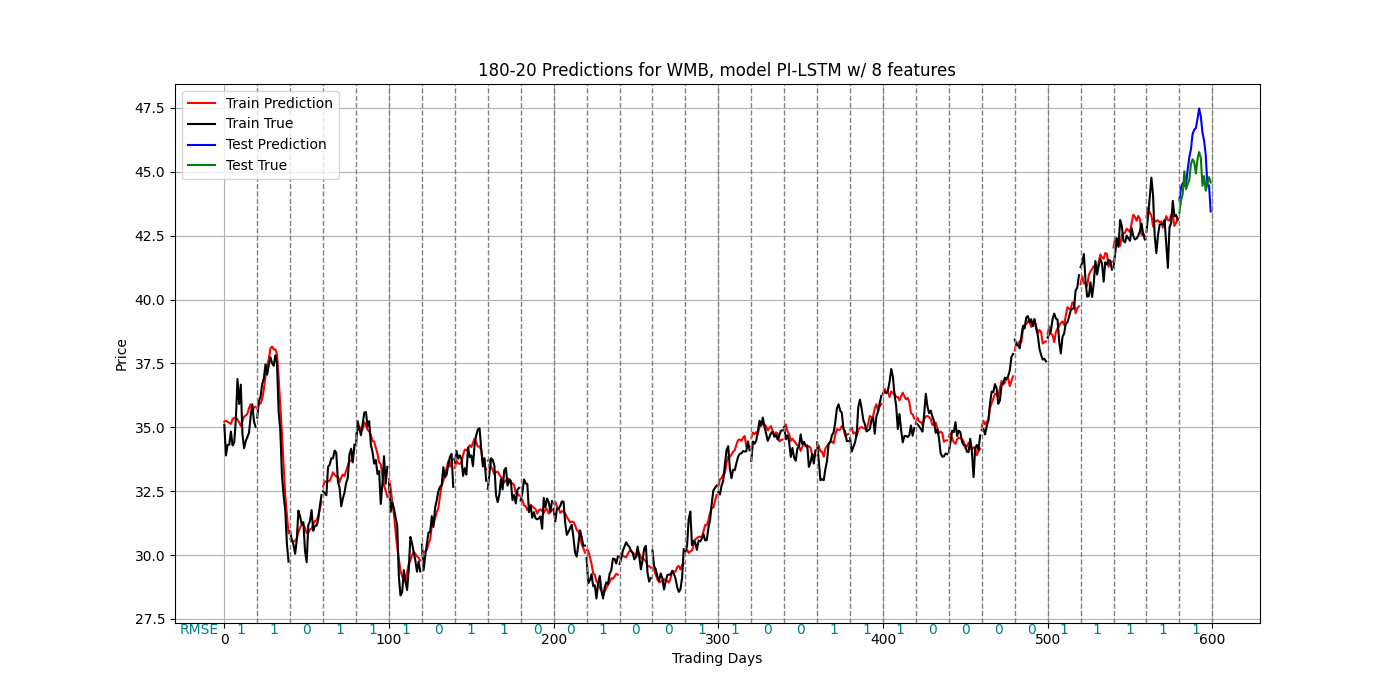 180-20 Predictions for WMB, model PI-LSTM w/ 8 features
Train Prediction
Train True
Test Prediction
Test True
47.5
45.0
42.5
40.0
37.5
35.0
32.5
30.0
27.5
Price
RMSE 1 1 0 1 1 1 0 1 1 0 0 1 0 0 1 1 0 0 1 1 1 0 0 0 0 1 1 1 1 1
0 100 200 300 400 500 600
Trading Days